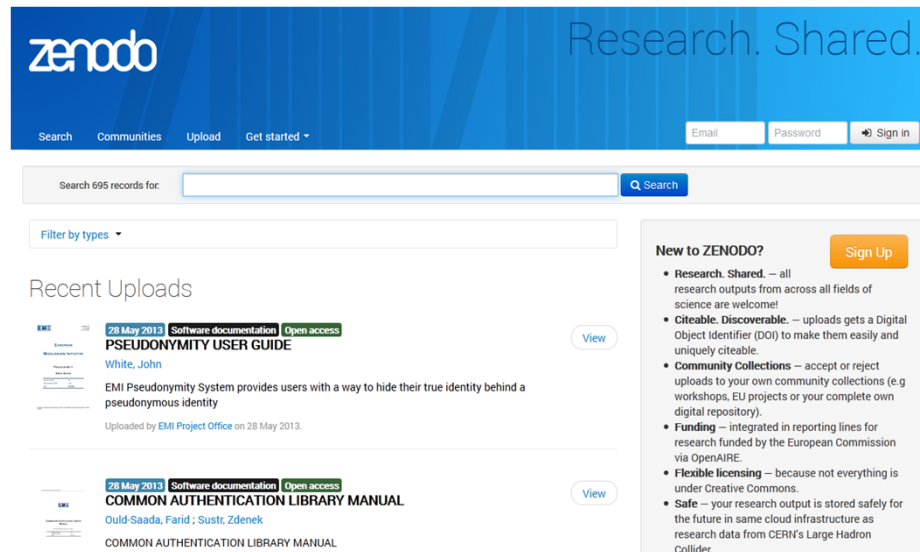 zenodo
Research. Shared.
Search Communities Upload Get started
Email Password Sign in
Search 695 records for: Search
Filter by types
Recent Uploads
28 May 2013 Software documentation Open access
PSEUDONYMITY USER GUIDE
White, John
EMI Pseudonymity System provides users with a way to hide their true identity behind a
pseudonymous identity
Uploaded by EMI Project Office on 28 May 2013.
View
28 May 2013 Software documentation Open access
COMMON AUTHENTICATION LIBRARY MANUAL
Ould-Saada, Farid ; Sustr, Zdenek
COMMON AUTHENTICATION LIBRARY MANUAL
View
New to ZENODO?
Sign Up
Research. Shared. — all
research outputs from across all fields of
science are welcome!
Citeable. Discoverable. — uploads gets a Digital
Object Identifier (DOI) to make them easily and
uniquely citeable.
Community Collections — accept or reject
uploads to your own community collections (e.g
workshops, EU projects or your complete own
digital repository).
Funding — integrated in reporting lines for
research funded by the European Commission
via OpenAIRE.
Flexible licensing — because not everything is
under Creative Commons.
Safe — your research output is stored safely for
the future in same cloud infrastructure as
research data from CERN's Large Hadron
Collider